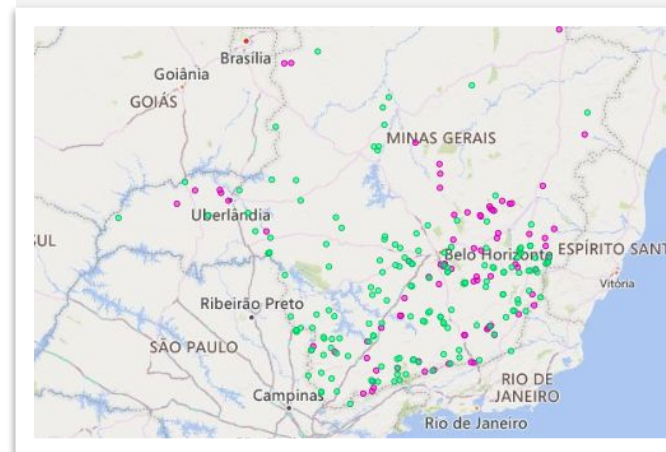 Brasília
Goiânia
GOIÁS
MINAS GERAIS
Uberlândia
SUL
Belo Horizonte
ESPÍRITO SANT
Vitória
Ribeirão Preto
SÃO PAULO
RIO DE
JANEIRO
Campinas
Rio de Janeiro